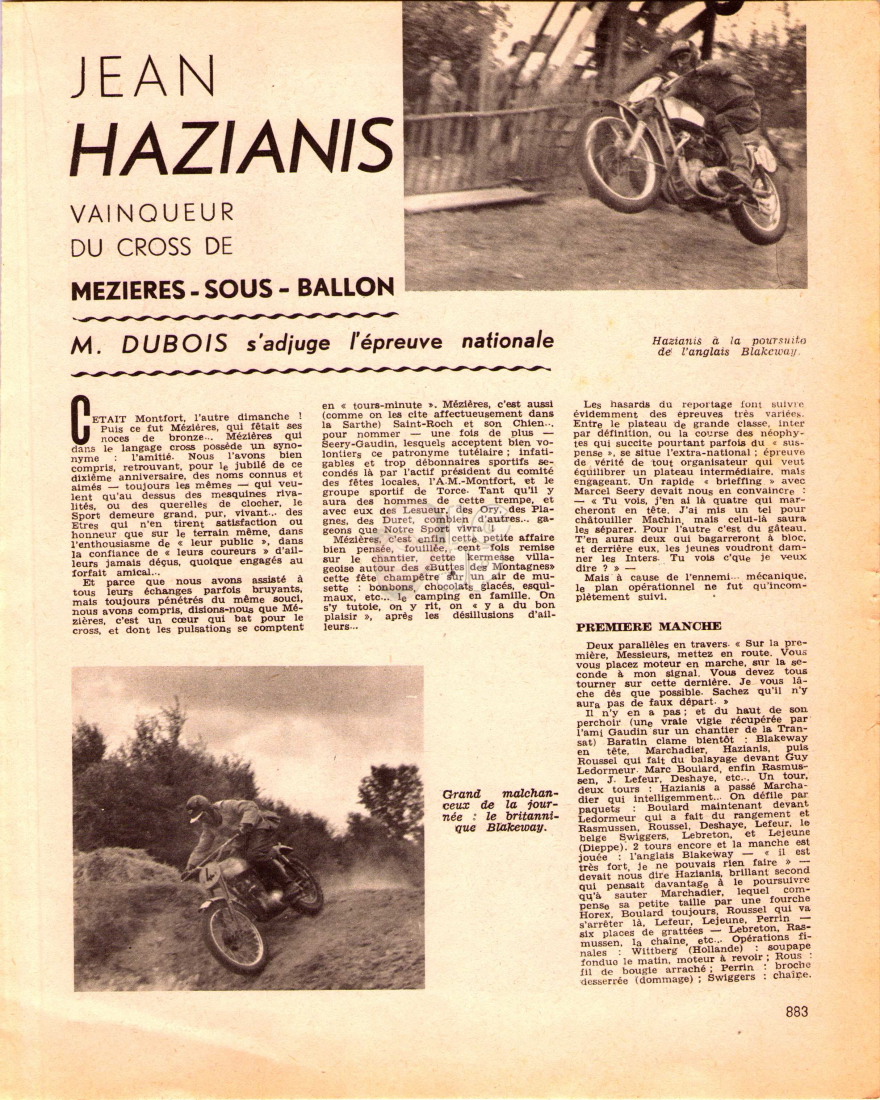 JEAN
HAZIANIS
VAINQUEUR
DU CROSS DE
MEZIERES - SOUS - BALLON
M. DUBOIS s'adjuge l'épreuve nationale
Hazianis à la poursuite
de l'anglais Blakeway.
CETAIT Montfort, l'autre dimanche !
Puis ce fut Mézières, qui fêtait ses
noces de bronze... Mézières qui
dans le langage cross possède un syno-
nyme : l'amitié. Nous l'avons bien
compris, retrouvant, pour le jubilé de ce
dixième anniversaire, des noms connus et
aimés — toujours les mêmes — qui veu-
lent qu'au dessus des mesquines riva-
lités, ou des querelles de clocher, le
Sport demeure grand, pur, vivant... des
Etres qui n'en tirent satisfaction ou
honneur que sur le terrain même, dans
l'enthousiasme de « leur public », dans
la confiance de « leurs coureurs » d'ail-
leurs jamais déçus, quoique engagés au
forfait amical...
Et parce que nous avons assisté à
tous leurs échanges parfois bruyants,
mais toujours pénétrés du même souci,
nous avons compris, disions-nous que Mé-
zières, c'est un cœur qui bat pour le
cross, et dont les pulsations se comptent
en « tours-minute ». Mézières, c'est aussi
(comme on les cite affectueusement dans
la Sarthe) Saint-Roch et son Chien...
pour nommer — une fois de plus —
Seery-Gaudin, lesquels acceptent bien vo-
lontiers ce patronyme tutélaire ; infati-
gables et trop débonnaires sportifs se-
condés là par l'actif président du comité
des fêtes locales, l'A.M.-Montfort, et le
groupe sportif de Torce. Tant qu'il y
aura des hommes de cette trempe, et
avec eux des Lesueur, des Ory, des Pla-
gnes, des Duret, combien d'autres... ga-
geons que Notre Sport vivra !
Mézières, c'est enfin cette petite affaire
bien pensée, fouillée, cent fois remise
sur le chantier, cette kermesse villa-
geoise autour des «Buttes des Montagnes»
cette fête champêtre sur un air de mu-
sette : bonbons, chocolats glacés, esqui-
maux, etc... le camping en famille. On
s'y tutoie, on y rit, on « y a du bon
plaisir », après les désillusions d'ail-
leurs...
Les hasards du reportage font suivre
évidemment des épreuves très variées.
Entre le plateau de grande classe, inter
par définition, ou la course des néophy-
tes qui succite pourtant parfois du « sus-
pense », se situe l'extra-national ; épreuve
de vérité de tout organisateur qui veut
équilibrer un plateau intermédiaire, mais
engageant. Un rapide « brieffing » avec
Marcel Seery devait nous en convaincre :
— « Tu vois, j'en ai là quatre qui mar-
cheront en tête. J'ai mis un tel pour
châtouiller Machin, mais celui-là saura
les séparer. Pour l'autre c'est du gâteau.
T'en auras deux qui bagarreront à bloc,
et derrière eux, les jeunes voudront dam-
ner les Inters. Tu vois c'que je veux
dire ? » —
Mais à cause de l'ennemi... mécanique,
le plan opérationnel ne fut qu'incom-
plètement suivi.
PREMIERE MANCHE
Deux parallèles en travers. « Sur la pre-
mière, Messieurs, mettez en route. Vous
vous placez moteur en marche, sur la se-
conde à mon signal. Vous devez tous
tourner sur cette dernière. Je vous lâ-
che dès que possible. Sachez qu'il n'y
aura pas de faux départ. »
Il n'y en a pas ; et du haut de son
perchoir (une vraie vigie récupérée par
l'ami Gaudin sur un chantier de la Tran-
sat) Baratin clame bientôt : Blakeway
en tête, Marchadier, Hazianis, puis
Roussel qui fait du balayage devant Guy
Ledormeur. Marc Boulard, enfin Rasmus-
sen, J. Lefeur, Deshaye, etc... Un tour,
deux tours : Hazianis a passé Marcha-
dier qui intelligemment... On défile par
paquets : Boulard maintenant devant
Ledormeur qui a fait du rangement et
Rasmussen, Roussel, Deshaye, Lefeur, le
belge Swiggers, Lebreton, et Lejeune
(Dieppe). 2 tours encore et la manche est
jouée : l'anglais Blakeway — « il est
très fort, je ne pouvais rien faire » —
devait nous dire Hazianis, brillant second
qui pensait davantage à le poursuivre
qu'à sauter Marchadier, lequel com-
pense sa petite taille par une fourche
Horex, Boulard toujours, Roussel qui va
s'arrêter là, Lefeur, Lejeune, Perrin —
six places de grattées — Lebreton, Ras-
mussen, la chaîne, etc... Opérations fi-
nales : Wittberg (Hollande) : soupape
fondue le matin, moteur à revoir ; Rous :
fil de bougie arraché ; Perrin : broche
desserrée (dommage) ; Swiggers : chaîne.
Grand malchan-
ceux de la jour-
née : le britanni-
que Blakeway.
883